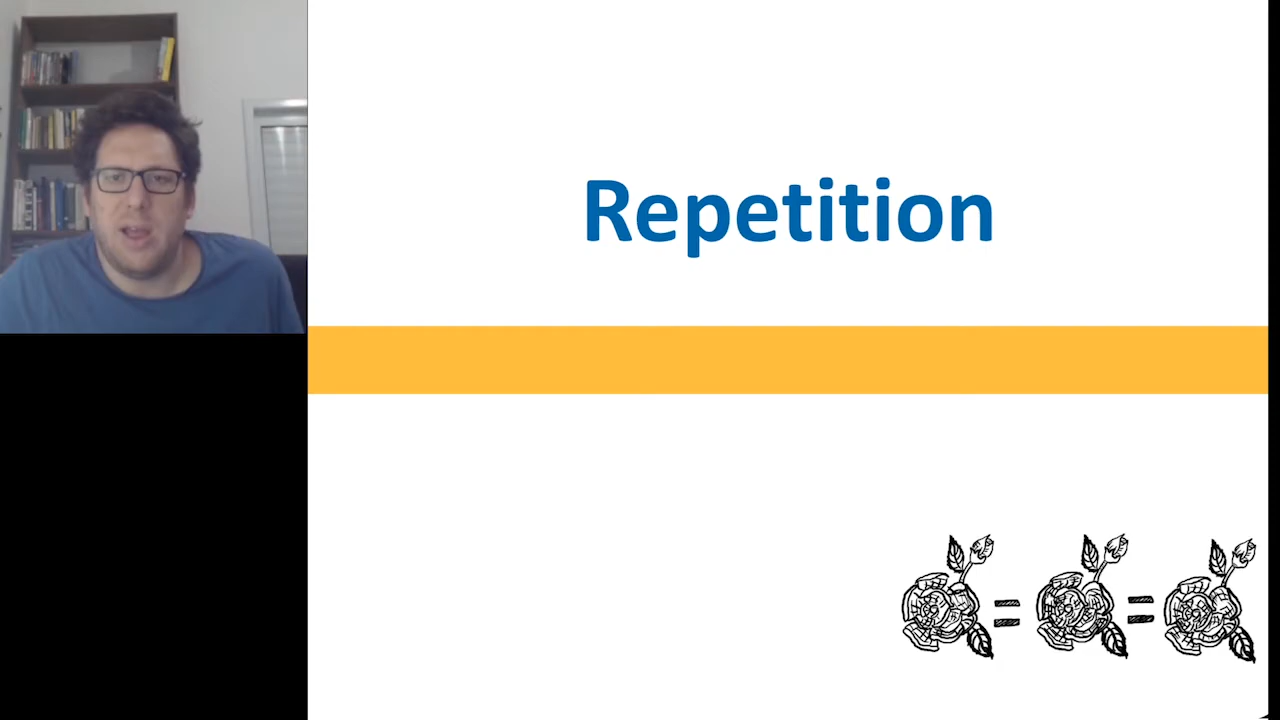 Repetition
= =